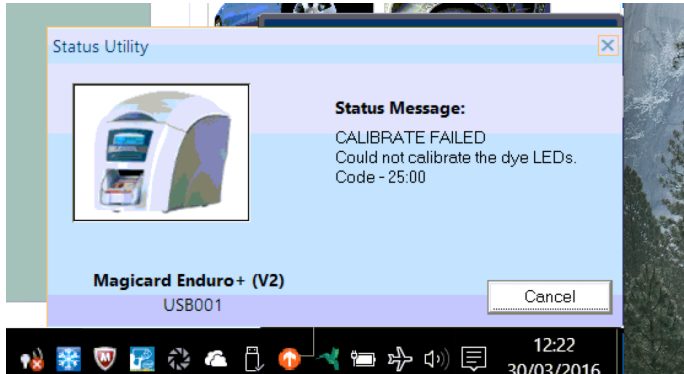 Status Utility
Status Message:
CALIBRATE FAILED
Could not calibrate the dye LEDs.
Code - 25:00
Magicard Enduro+ (V2)
USB001
Cancel
12:22
30/03/2016